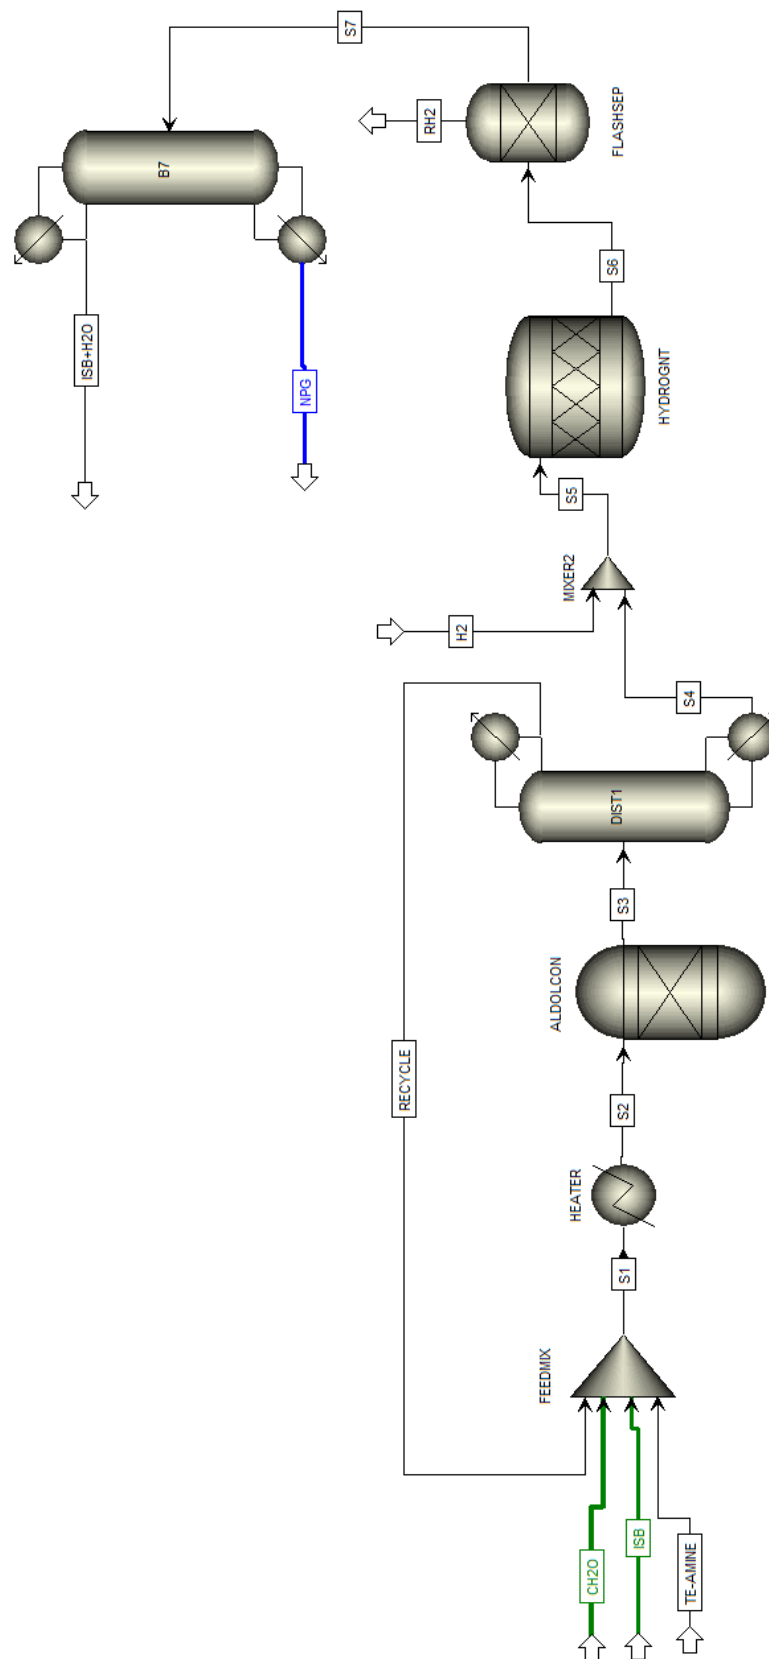 CH2O
ISB
TE-AMINE
FEEDMIX
S1
HEATER
S2
ALDOLCON
S3
DIST1
RECYCLE
S4
H2
MIXER2
S5
HYDROGNT
S6
FLASHSEP
RH2
S7
B7
ISB+H2O
NPG